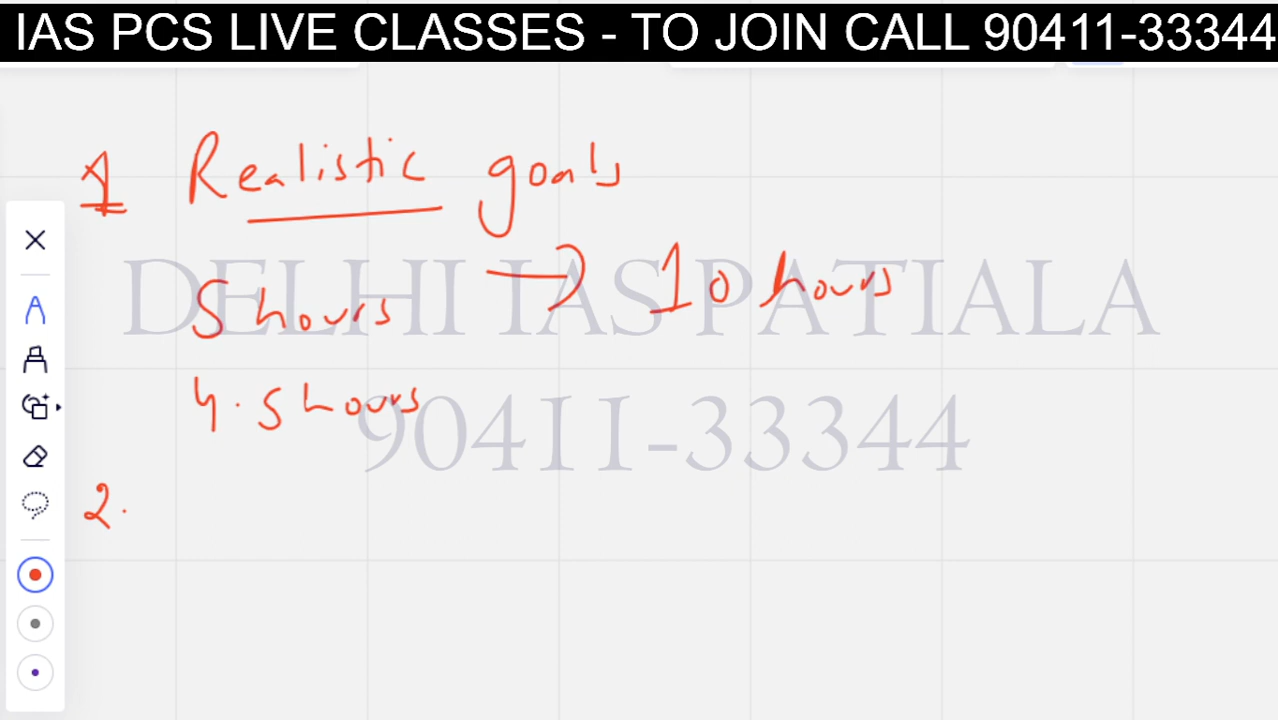 IAS PCS LIVE CLASSES - TO JOIN CALL 90411-33344
1 Realistic goals
DELHI IAS PATIALA
5 hours → 10 hours
4.5 hours
90411-33344
2.